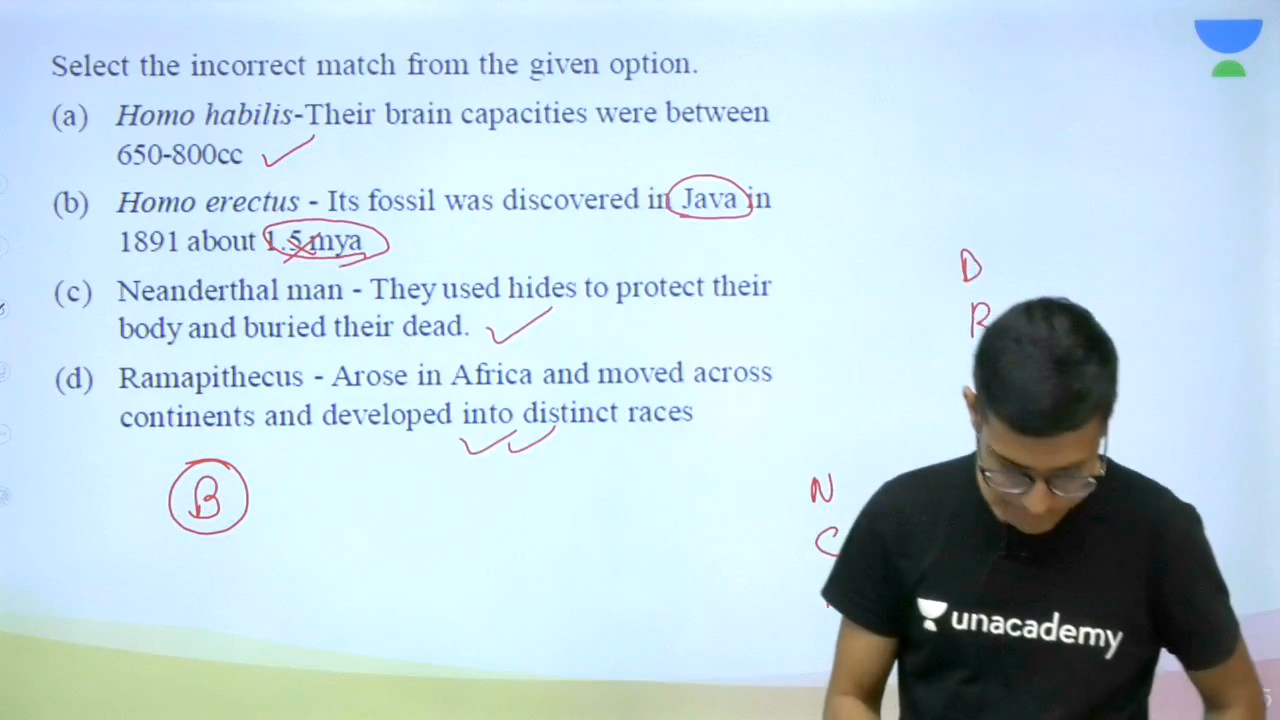 Select the incorrect match from the given option.
(a) Homo habilis-Their brain capacities were between
650-800cc
(b) Homo erectus - Its fossil was discovered in Java in
1891 about 1.5 mya
(c) Neanderthal man - They used hides to protect their
body and buried their dead.
(d) Ramapithecus - Arose in Africa and moved across
continents and developed into distinct races
B
D
R
N
C
unacademy
5